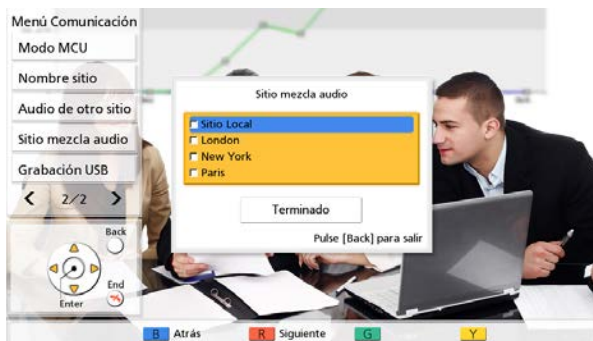 Menú Comunicación
Modo MCU
Nombre sitio
Audio de otro sitio
Sitio mezcla audio
Grabación USB
2/2
Back
End
Enter
Sitio mezcla audio
Sitio Local
London
New York
Paris
Terminado
Pulse [Back] para salir
B Atrás R Siguiente G Y